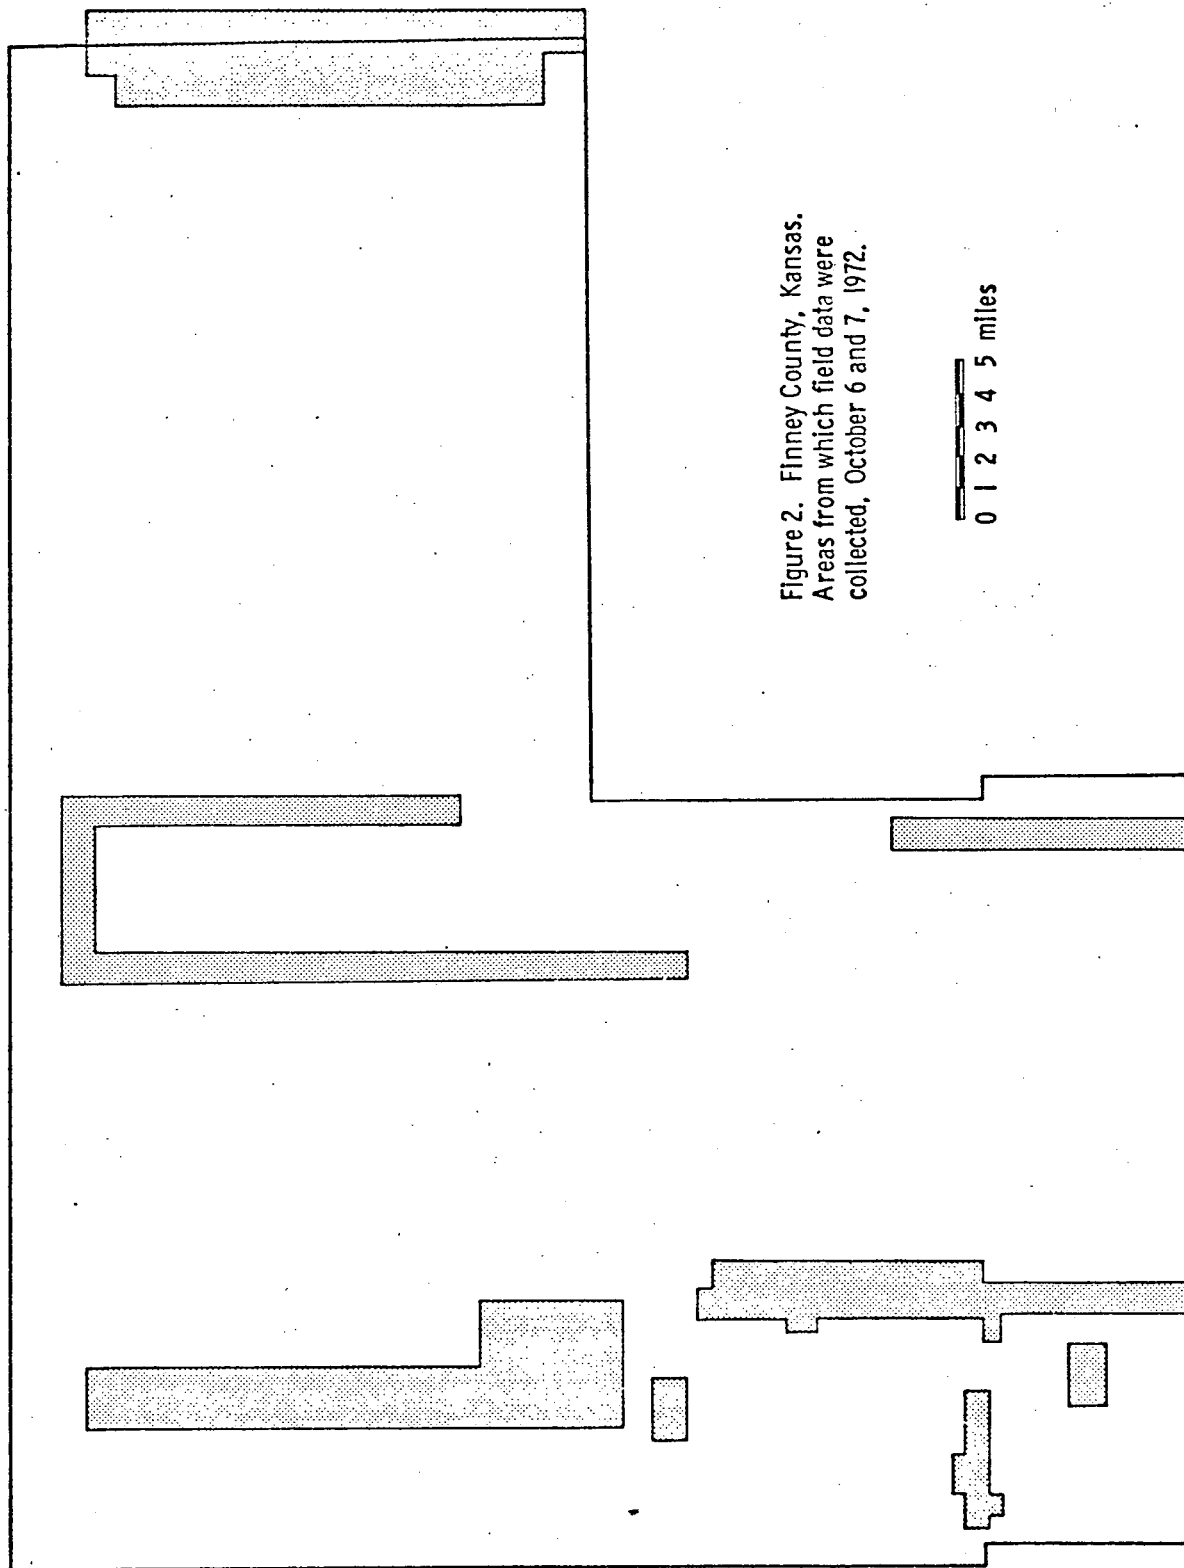 Figure 2. Finney County, Kansas.
Areas from which field data were
collected, October 6 and 7, 1972.
0 1 2 3 4 5 miles